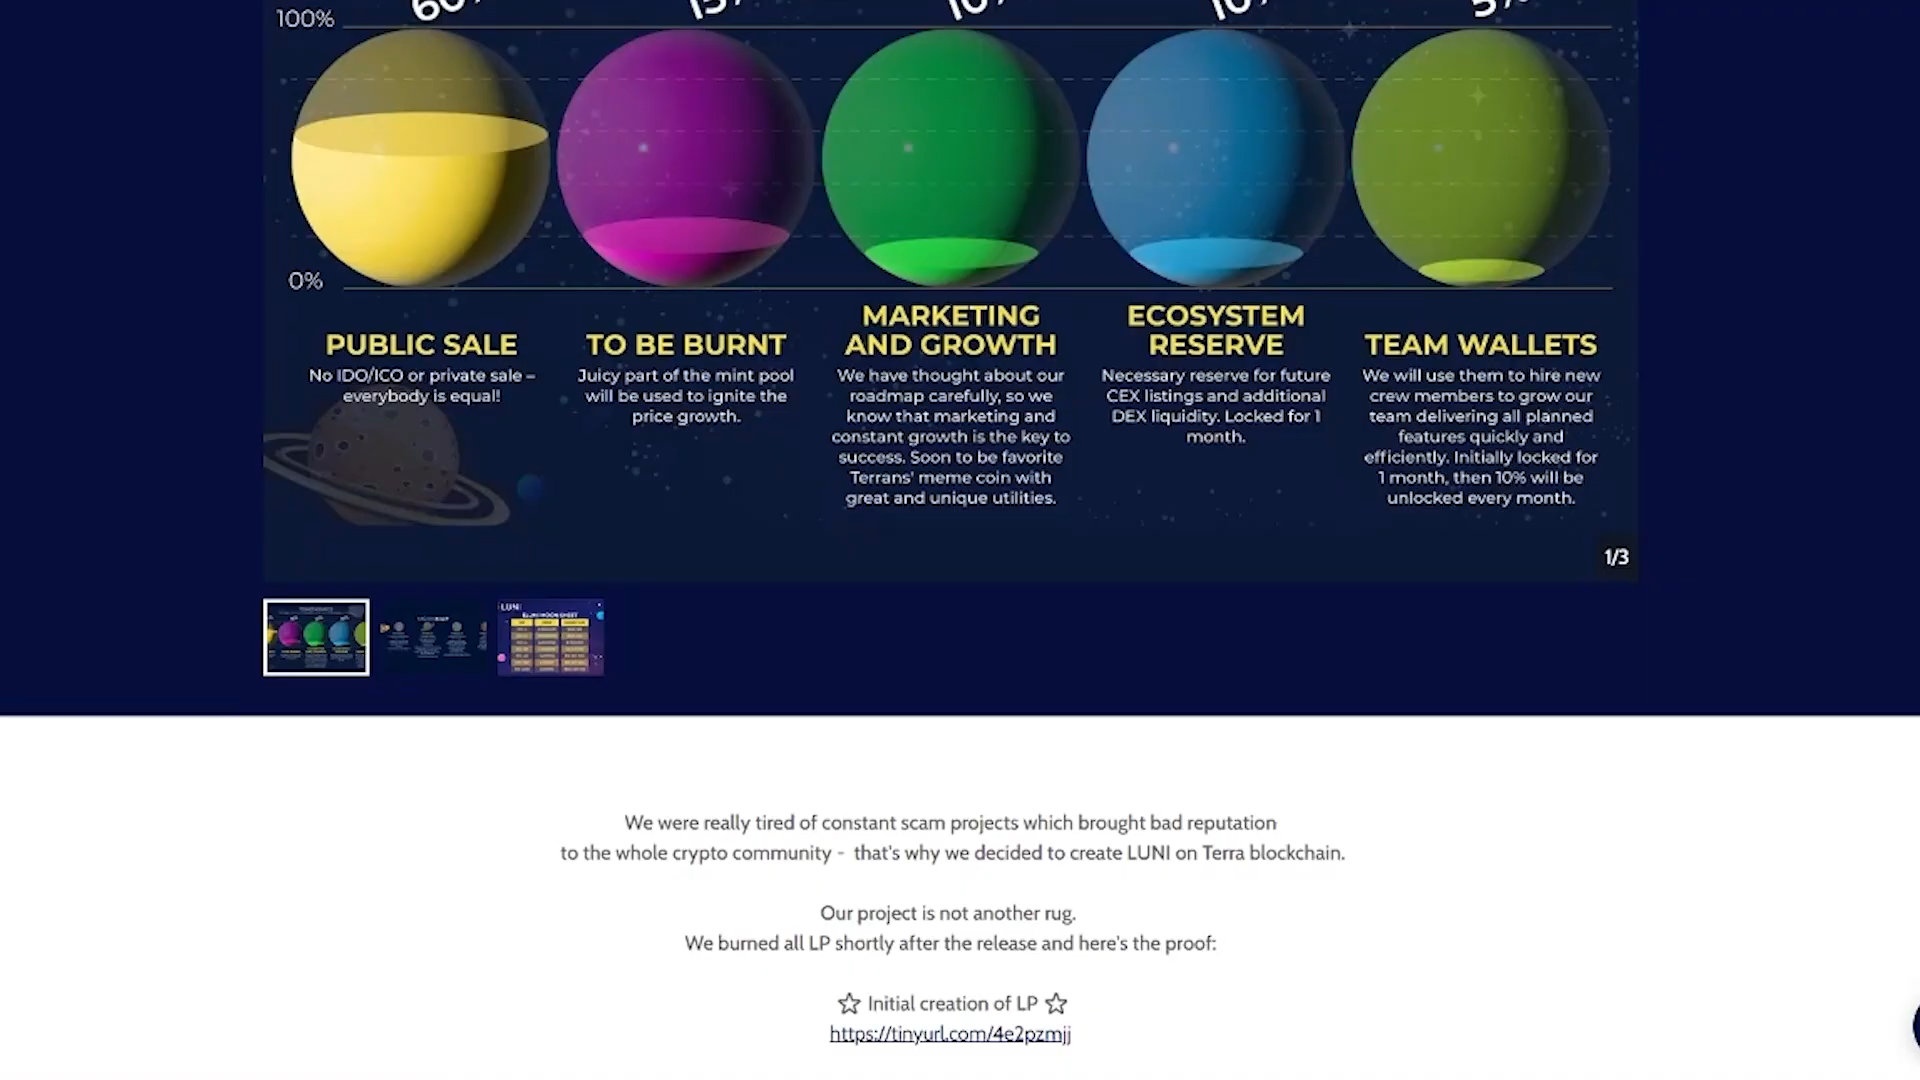 100%
0%
PUBLIC SALE
No IDO/ICO or private sale –
everybody is equal!
TO BE BURNT
Juicy part of the mint pool
will be used to ignite the
price growth.
MARKETING
AND GROWTH
We have thought about our
roadmap carefully, so we
know that marketing and
constant growth is the key to
success. Soon to be favorite
Terrans' meme coin with
great and unique utilities.
ECOSYSTEM
RESERVE
Necessary reserve for future
CEX listings and additional
DEX liquidity. Locked for 1
month.
TEAM WALLETS
We will use them to hire new
crew members to grow our
team delivering all planned
features quickly and
efficiently. Initially locked for
1 month, then 10% will be
unlocked every month.
1/3
LUNI
We were really tired of constant scam projects which brought bad reputation
to the whole crypto community - that's why we decided to create LUNI on Terra blockchain.
Our project is not another rug.
We burned all LP shortly after the release and here's the proof:
☆ Initial creation of LP ☆
https://tinyurl.com/4e2pzmjj